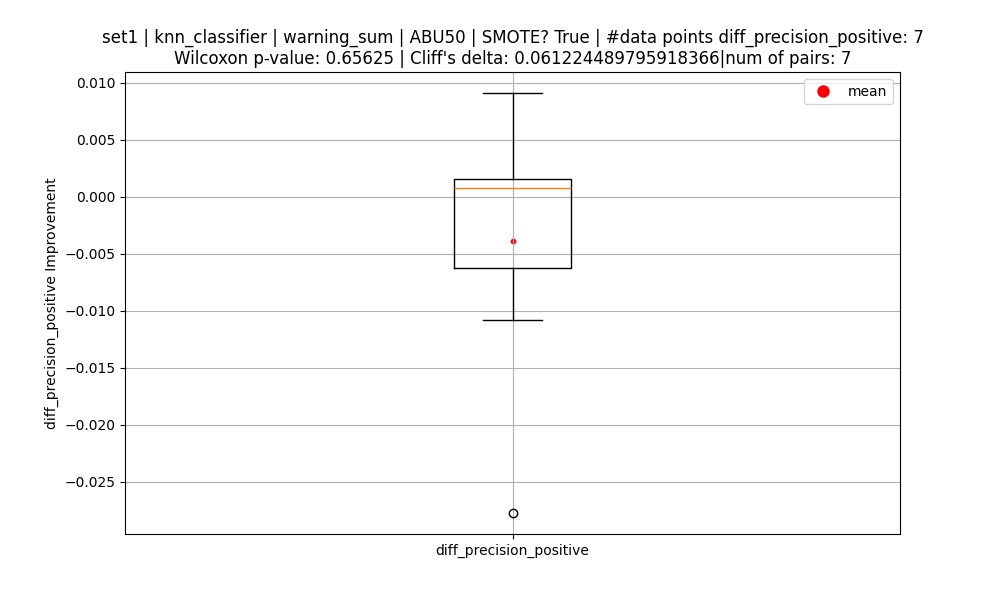 set1 | knn_classifier | warning_sum | ABU50 | SMOTE? True | #data points diff_precision_positive: 7
Wilcoxon p-value: 0.65625 | Cliff's delta: 0.061224489795918366|num of pairs: 7
mean
0.010
0.005
0.000
−0.005
−0.010
−0.015
−0.020
−0.025
diff_precision_positive Improvement
diff_precision_positive